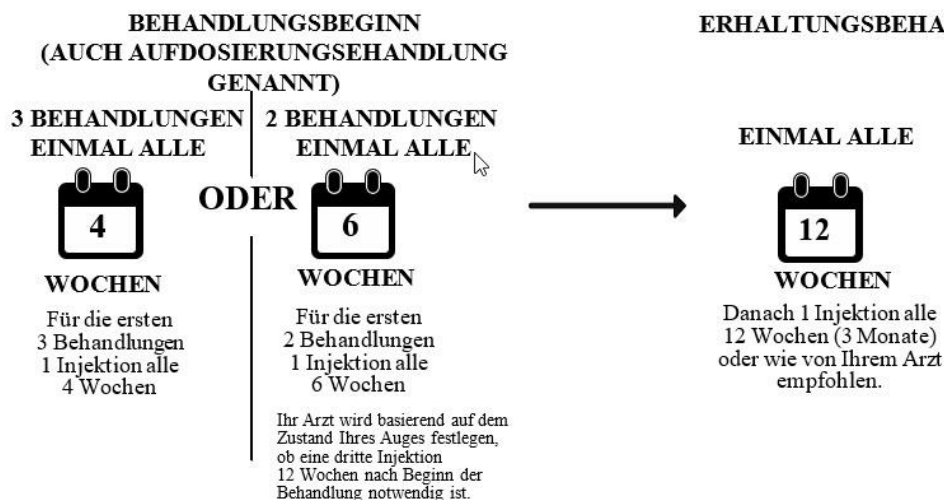 BEHANDLUNGSBEGINN
(AUCH AUFDOSIERUNGSEHANDLUNG
GENANNT)
3 BEHANDLUNGEN
EINMAL ALLE
4
WOCHEN
Für die ersten
3 Behandlungen
1 Injektion alle
4 Wochen
ODER
2 BEHANDLUNGEN
EINMAL ALLE
6
WOCHEN
Für die ersten
2 Behandlungen
1 Injektion alle
6 Wochen
Ihr Arzt wird basierend auf dem
Zustand Ihres Auges festlegen,
ob eine dritte Injektion
12 Wochen nach Beginn der
Behandlung notwendig ist.
ERHALTUNGSBEHA
EINMAL ALLE
12
WOCHEN
Danach 1 Injektion alle
12 Wochen (3 Monate)
oder wie von Ihrem Arzt
empfohlen.